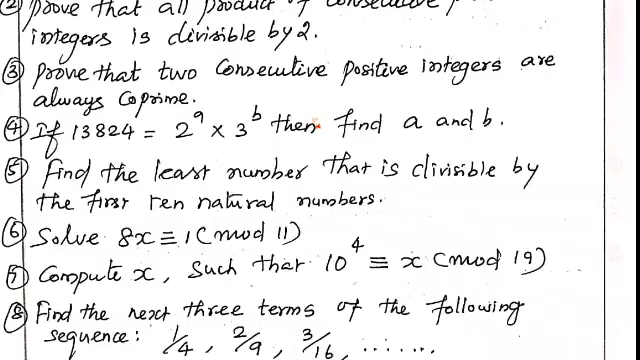 ② prove that all product of consecutive
integers is divisible by 2.
③ prove that two Consecutive positive integers are
always Coprime.
④ If 13824 = 2^a × 3^b then find a and b.
⑤ Find the least number that is divisible by
the first ten natural numbers.
⑥ Solve 8x ≡ 1 (mod 11)
⑦ Compute x, Such that 10^4 ≡ x (mod 19)
⑧ Find the next three terms of the following
sequence: 1/4, 2/9, 3/16, .......